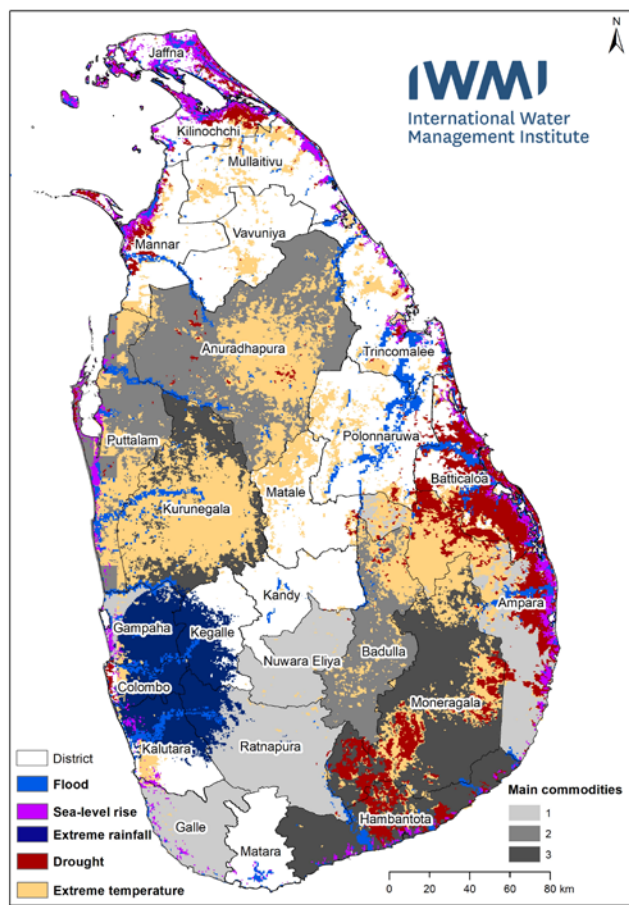 N
IWMI
International Water
Management Institute
Jaffna
Kilinochchi
Mullaitivu
Mannar
Vavuniya
Anuradhapura
Trincomalee
Puttalam
Polonnaruwa
Batticaloa
Kurunegala
Matale
Kandy
Ampara
Gampaha
Kegalle
Nuwara Eliya
Badulla
Colombo
Moneragala
Kalutara
Ratnapura
Hambantota
Galle
Matara
District
Flood
Sea-level rise
Extreme rainfall
Drought
Extreme temperature
Main commodities
1
2
3
0 20 40 60 80 km